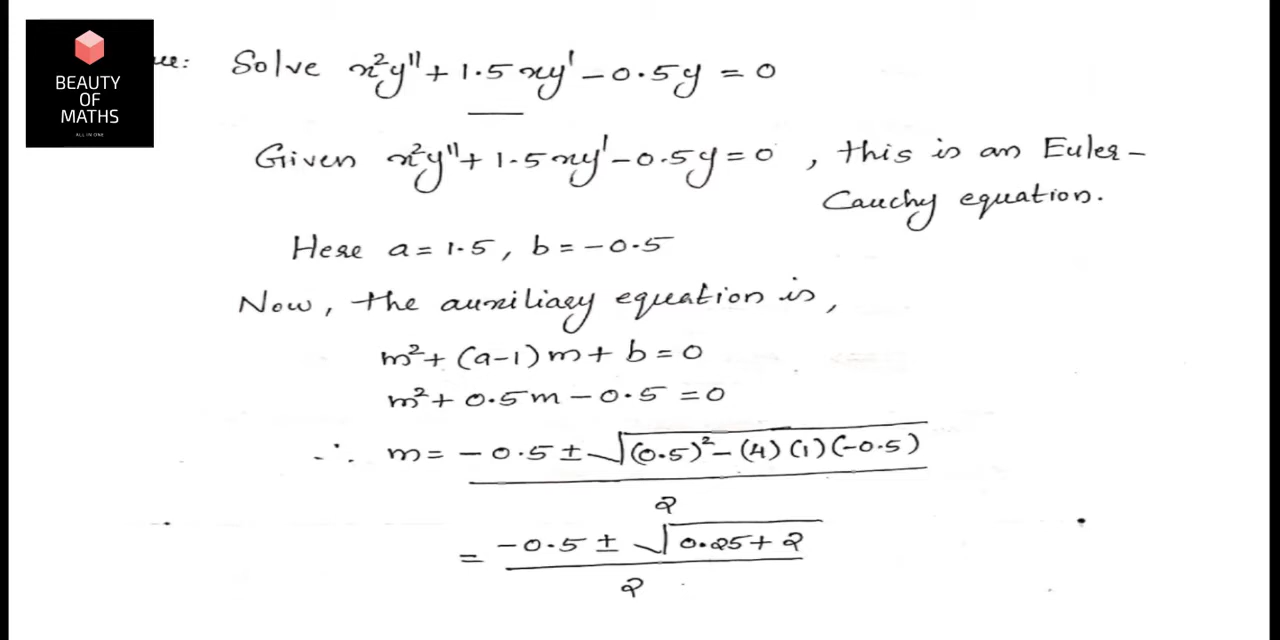 BEAUTY
OF
MATHS
ALL IN ONE
Solve x²y'' + 1.5xy' - 0.5y = 0
Given x²y'' + 1.5xy' - 0.5y = 0 , this is an Euler-
Cauchy equation.
Here a = 1.5, b = -0.5
Now, the auxiliary equation is,
m² + (a-1)m + b = 0
m² + 0.5m - 0.5 = 0
∴ m = -0.5 ± √(0.5)² - (4)(1)(-0.5)
2
= -0.5 ± √0.25 + 2
2